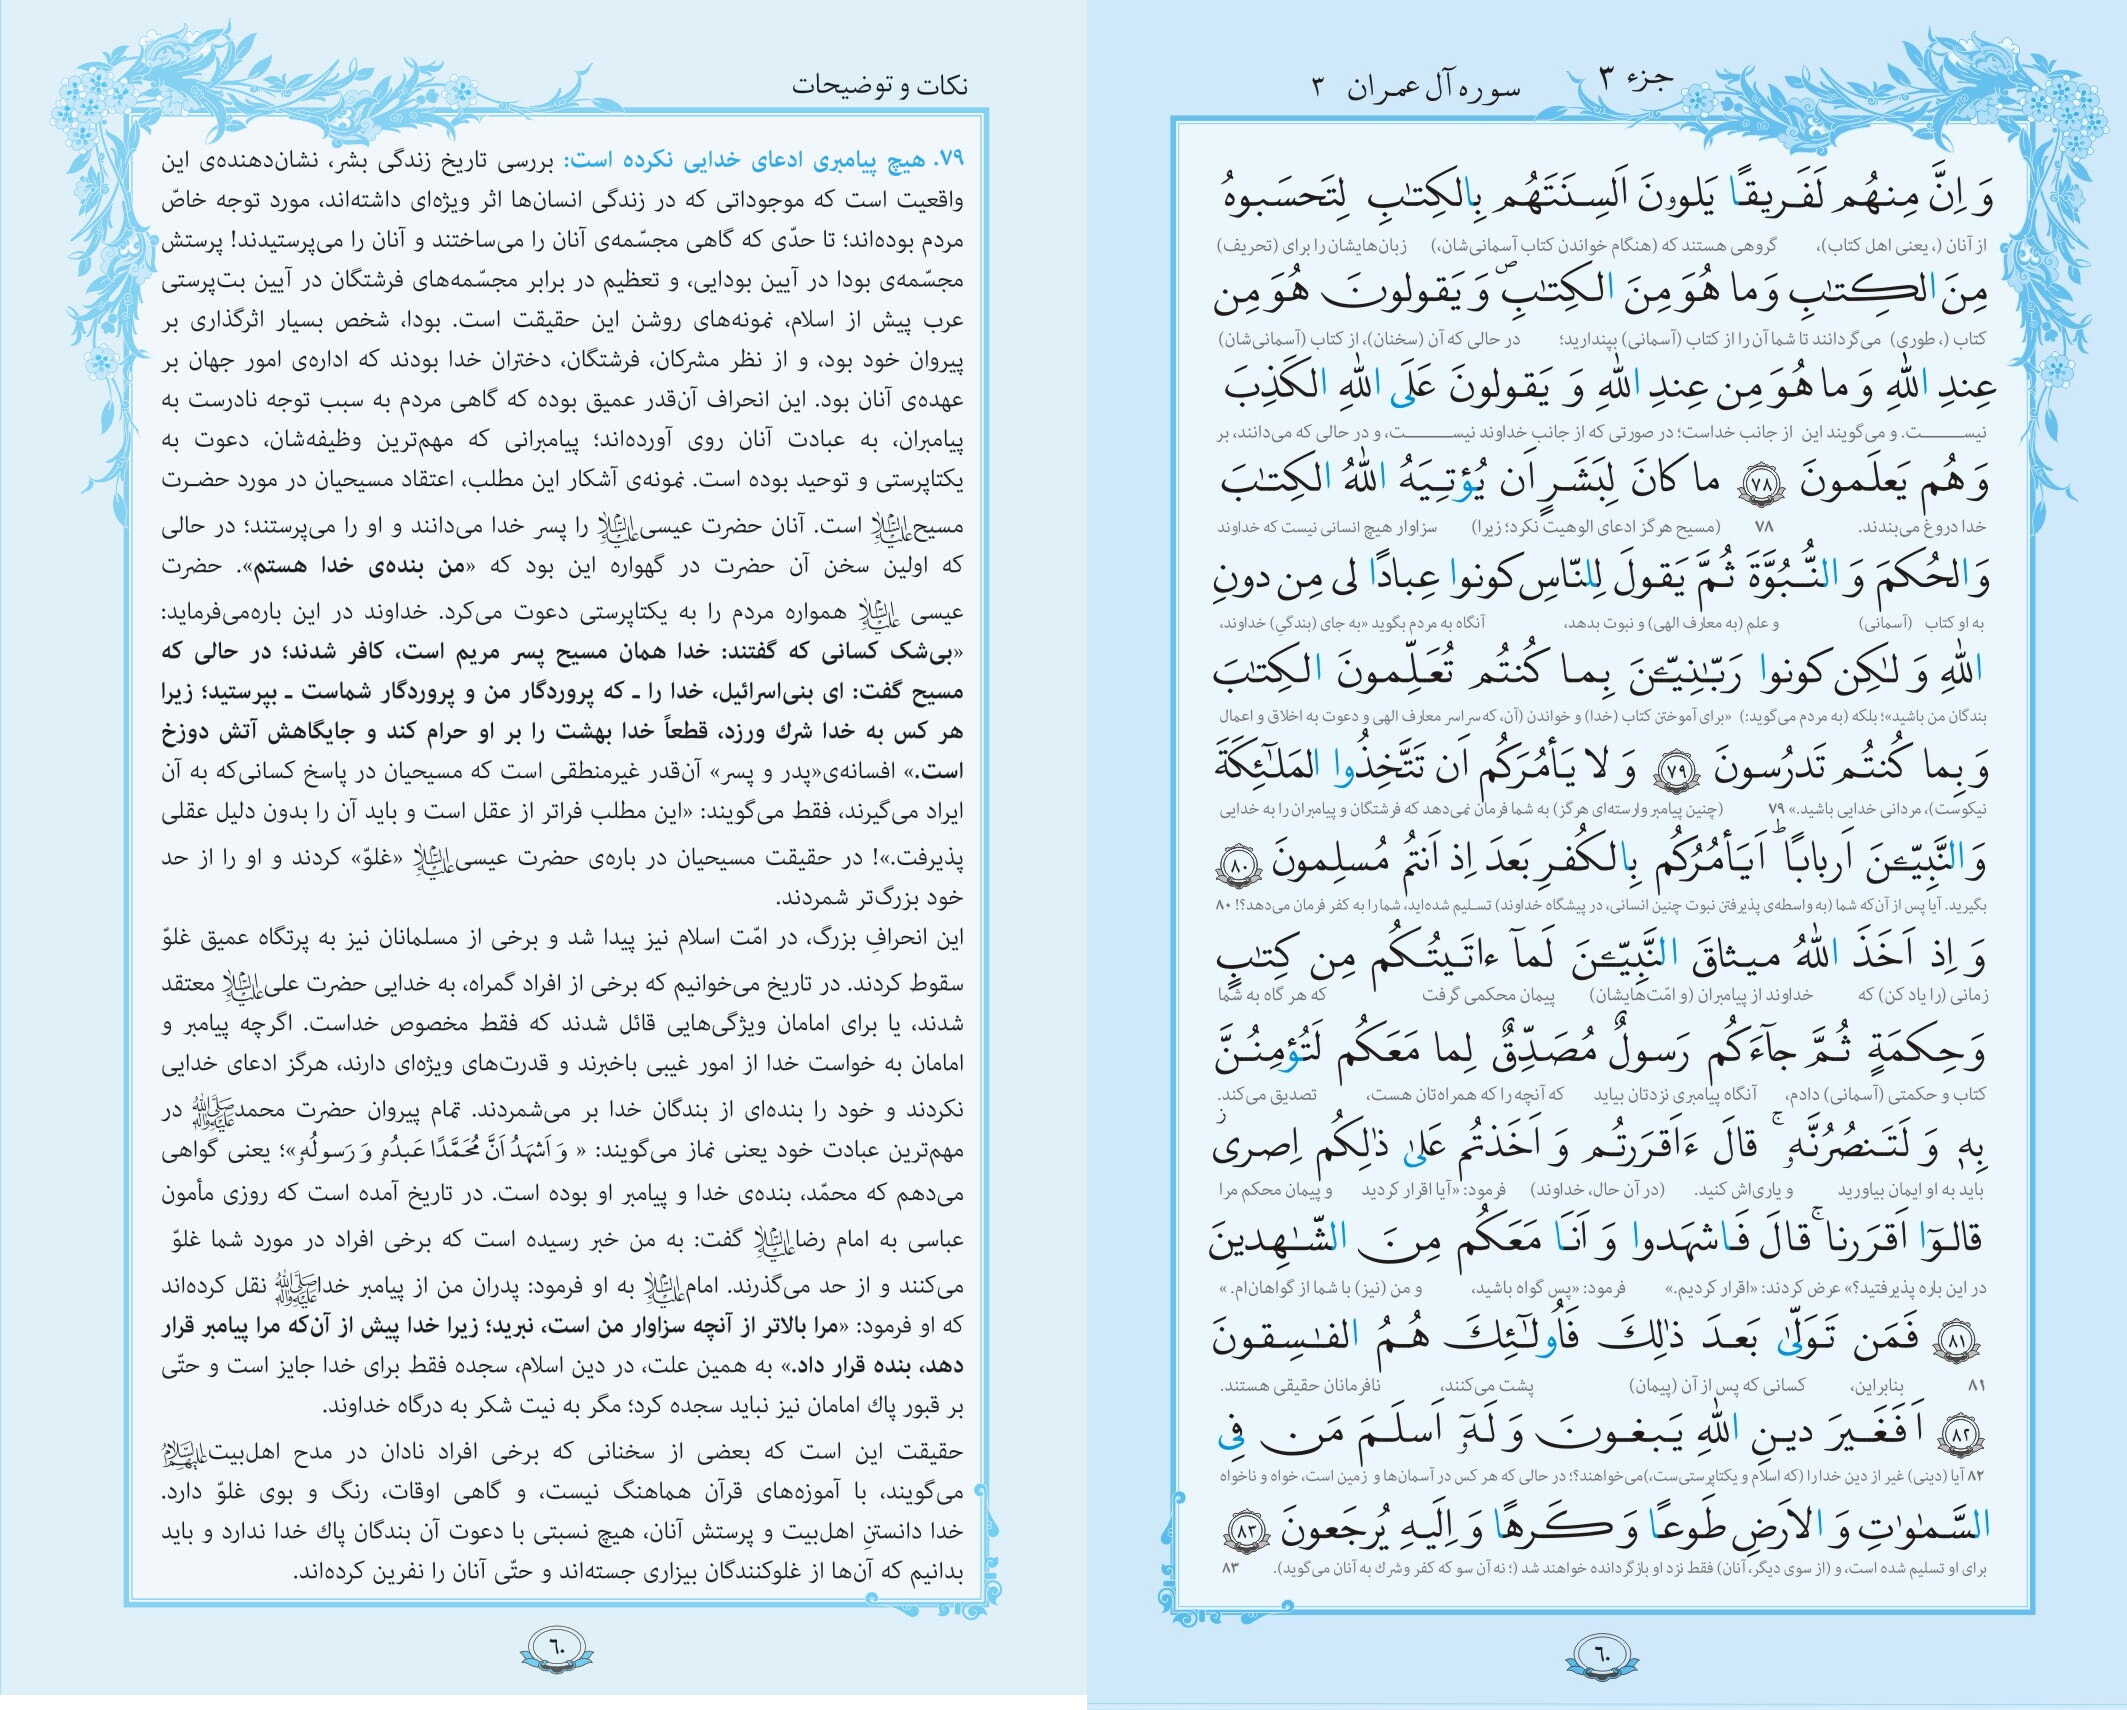 جزء ۳
سوره آل عمران ۳
وَ اِنَّ مِنهُم لَفَريقًا يَلوۥنَ اَلسِنَتَهُم بِالكِتٰبِ لِتَحسَبوهُ
از آنان (، یعنی اهل کتاب)، گروهی هستند که (هنگام خواندن کتاب آسمانی‌شان،) زبان‌هایشان را برای (تحریف)
مِنَ الكِتٰبِ وَ ما هُوَ مِنَ الكِتٰبِ ۖ وَ يَقولونَ هُوَ مِن
کتاب (، طوری) می‌گردانند تا شما آن را از کتاب (آسمانی) بپندارید؛ در حالی که آن (سخنان)، از کتاب (آسمانی‌شان)
عِندِ اللّٰهِ وَ ما هُوَ مِن عِندِ اللّٰهِ وَ يَقولونَ عَلَى اللّٰهِ الكَذِبَ
نیســـت. و می‌گویند این از جانب خداست؛ در صورتی که از جانب خداوند نیســـت، و در حالی که می‌دانند، بر
وَ هُم يَعلَمونَ ﴿۷۸﴾ ما كانَ لِبَشَرٍ اَن يُؤتِيَهُ اللّٰهُ الكِتٰبَ
خدا دروغ می‌بندند. ۷۸ (مسیح هرگز ادعای الوهیت نکرد؛ زیرا) سزاوار هیچ انسانی نیست که خداوند
وَ الحُكمَ وَ النُّبُوَّةَ ثُمَّ يَقولَ لِلنّاسِ كونوا عِبادًا لى مِن دونِ
به او کتاب (آسمانی) و علم (به معارف الهی) و نبوت بدهد، آنگاه به مردم بگوید «به جای (بندگیِ) خداوند،
اللّٰهِ وَ لٰكِن كونوا رَبّٰنِيّۦنَ بِما كُنتُم تُعَلِّمونَ الكِتٰبَ
بندگان من باشید»؛ بلکه (به مردم می‌گوید:) «برای آموختن کتاب (خدا) و خواندن (آن، که سراسر معارف الهی و دعوت به اخلاق و اعمال
وَ بِما كُنتُم تَدرُسونَ ﴿۷۹﴾ وَ لا يَأمُرَكُم اَن تَتَّخِذُوا المَلٰٓئِكَةَ
نیکوست)، مردانی خدایی باشید.» ۷۹ (چنین پیامبر وارسته‌ای هرگز) به شما فرمان نمی‌دهد که فرشتگان و پیامبران را به خدایی
وَ النَّبِيّۦنَ اَربابًا ؕ اَيَأمُرُكُم بِالكُفرِ بَعدَ اِذ اَنتُم مُسلِمونَ ﴿۸۰﴾
بگیرید. آیا پس از آن‌که شما (به واسطه‌ی پذیرفتن نبوت چنین انسانی، در پیشگاه خداوند) تسلیم شده‌اید، شما را به کفر فرمان می‌دهد؟! ۸۰
وَ اِذ اَخَذَ اللّٰهُ ميثاقَ النَّبِيّۦنَ لَمآ ءاتَيتُكُم مِن كِتٰبٍ
زمانی (را یاد کن) که خداوند از پیامبران (و امّت‌هایشان) پیمان محکمی گرفت که هر گاه به شما
وَ حِكمَةٍ ثُمَّ جآءَكُم رَسولٌ مُصَدِّقٌ لِما مَعَكُم لَتُؤمِنُنَّ
کتاب و حکمتی (آسمانی) دادم، آنگاه پیامبری نزدتان بیاید که آنچه را که همراه‌تان هست، تصدیق می‌کند.
بِهٖ وَ لَتَنصُرُنَّهٗ ۚ قالَ ءَاَقرَرتُم وَ اَخَذتُم عَلىٰ ذٰلِكُم اِصرى ز
باید به او ایمان بیاورید و یاری‌اش کنید. (در آن حال، خداوند) فرمود: «آیا اقرار کردید و پیمان محکم مرا
قالوٓا اَقرَرنا ۚ قالَ فَاشهَدوا وَ اَنَا مَعَكُم مِنَ الشّٰهِدينَ
در این باره پذیرفتید؟» عرض کردند: «اقرار کردیم.» فرمود: «پس گواه باشید، و من (نیز) با شما از گواهان‌ام. »
﴿۸۱﴾ فَمَن تَوَلّىٰ بَعدَ ذٰلِكَ فَاُولٰٓئِكَ هُمُ الفٰسِقونَ
۸۱ بنابراین، کسانی که پس از آن (پیمان) پشت می‌کنند، نافرمانان حقیقی هستند.
﴿۸۲﴾ اَفَغَيرَ دينِ اللّٰهِ يَبغونَ وَ لَهٗٓ اَسلَمَ مَن فِى
۸۲ آیا (دینی) غیر از دین خدا را (که اسلام و یکتاپرستی‌ست،) می‌خواهند؟؛ در حالی که هر کس در آسمان‌ها و زمین است، خواه و ناخواه
السَّمٰوٰتِ وَ الاَرضِ طَوعًا وَ كَرهًا وَ اِلَيهِ يُرجَعونَ ﴿۸۳﴾
برای او تسلیم شده است، و (از سوی دیگر، آنان) فقط نزد او بازگردانده خواهند شد (؛ نه آن سو که کفر و شرك به آنان می‌گوید). ۸۳
۶۰
نکات و توضیحات
۷۹. هیچ پیامبری ادعای خدایی نکرده است: بررسی تاریخ زندگی بشر، نشان‌دهنده‌ی این
واقعیت است که موجوداتی که در زندگی انسان‌ها اثر ویژه‌ای داشته‌اند، مورد توجه خاصّ
مردم بوده‌اند؛ تا حدّی که گاهی مجسّمه‌ی آنان را می‌ساختند و آنان را می‌پرستیدند! پرستش
مجسّمه‌ی بودا در آیین بودایی، و تعظیم در برابر مجسّمه‌های فرشتگان در آیین بت‌پرستی
عرب پیش از اسلام، نمونه‌های روشن این حقیقت است. بودا، شخص بسیار اثرگذاری بر
پیروان خود بود، و از نظر مشرکان، فرشتگان، دختران خدا بودند که اداره‌ی امور جهان بر
عهده‌ی آنان بود. این انحراف آن‌قدر عمیق بوده که گاهی مردم به سبب توجه نادرست به
پیامبران، به عبادت آنان روی آورده‌اند؛ پیامبرانی که مهم‌ترین وظیفه‌شان، دعوت به
یکتاپرستی و توحید بوده است. نمونه‌ی آشکار این مطلب، اعتقاد مسیحیان در مورد حضرت
مسیح علیه‌السلام است. آنان حضرت عیسی علیه‌السلام را پسر خدا می‌دانند و او را می‌پرستند؛ در حالی
که اولین سخن آن حضرت در گهواره این بود که «من بنده‌ی خدا هستم». حضرت
عیسی علیه‌السلام همواره مردم را به یکتاپرستی دعوت می‌کرد. خداوند در این باره‌می‌فرماید:
«بی‌شک کسانی که گفتند: خدا همان مسیح پسر مریم است، کافر شدند؛ در حالی که
مسیح گفت: ای بنی‌اسرائیل، خدا را ـ که پروردگار من و پروردگار شماست ـ بپرستید؛ زیرا
هر کس به خدا شرك ورزد، قطعاً خدا بهشت را بر او حرام کند و جایگاهش آتش دوزخ
است.» افسانه‌ی«پدر و پسر» آن‌قدر غیرمنطقی است که مسیحیان در پاسخ کسانی‌که به آن
ایراد می‌گیرند، فقط می‌گویند: «این مطلب فراتر از عقل است و باید آن را بدون دلیل عقلی
پذیرفت.»! در حقیقت مسیحیان در باره‌ی حضرت عیسی علیه‌السلام «غلوّ» کردند و او را از حد
خود بزرگ‌تر شمردند.
این انحرافِ بزرگ، در امّت اسلام نیز پیدا شد و برخی از مسلمانان نیز به پرتگاه عمیق غلوّ
سقوط کردند. در تاریخ می‌خوانیم که برخی از افراد گمراه، به خدایی حضرت علی علیه‌السلام معتقد
شدند، یا برای امامان ویژگی‌هایی قائل شدند که فقط مخصوص خداست. اگرچه پیامبر و
امامان به خواست خدا از امور غیبی باخبرند و قدرت‌های ویژه‌ای دارند، هرگز ادعای خدایی
نکردند و خود را بنده‌ای از بندگان خدا بر می‌شمردند. تمام پیروان حضرت محمد صلی‌الله‌علیه‌وآله در
مهم‌ترین عبادت خود یعنی نماز می‌گویند: « وَ اَشهَدُ اَنَّ مُحَمَّدًا عَبدُهٗ وَ رَسولُهٗ»؛ یعنی گواهی
می‌دهم که محمّد، بنده‌ی خدا و پیامبر او بوده است. در تاریخ آمده است که روزی مأمون
عباسی به امام رضا علیه‌السلام گفت: به من خبر رسیده است که برخی افراد در مورد شما غلوّ
می‌کنند و از حد می‌گذرند. امام علیه‌السلام به او فرمود: پدران من از پیامبر خدا صلی‌الله‌علیه‌وآله نقل کرده‌اند
که او فرمود: «مرا بالاتر از آنچه سزاوار من است، نبرید؛ زیرا خدا پیش از آن‌که مرا پیامبر قرار
دهد، بنده قرار داد.» به همین علت، در دین اسلام، سجده فقط برای خدا جایز است و حتّی
بر قبور پاك امامان نیز نباید سجده کرد؛ مگر به نیت شکر به درگاه خداوند.
حقیقت این است که بعضی از سخنانی که برخی افراد نادان در مدح اهل‌بیت علیهم‌السلام
می‌گویند، با آموزه‌های قرآن هماهنگ نیست، و گاهی اوقات، رنگ و بوی غلوّ دارد.
خدا دانستنِ اهل‌بیت و پرستش آنان، هیچ نسبتی با دعوت آن بندگان پاك خدا ندارد و باید
بدانیم که آن‌ها از غلوکنندگان بیزاری جسته‌اند و حتّی آنان را نفرین کرده‌اند.
۶۰